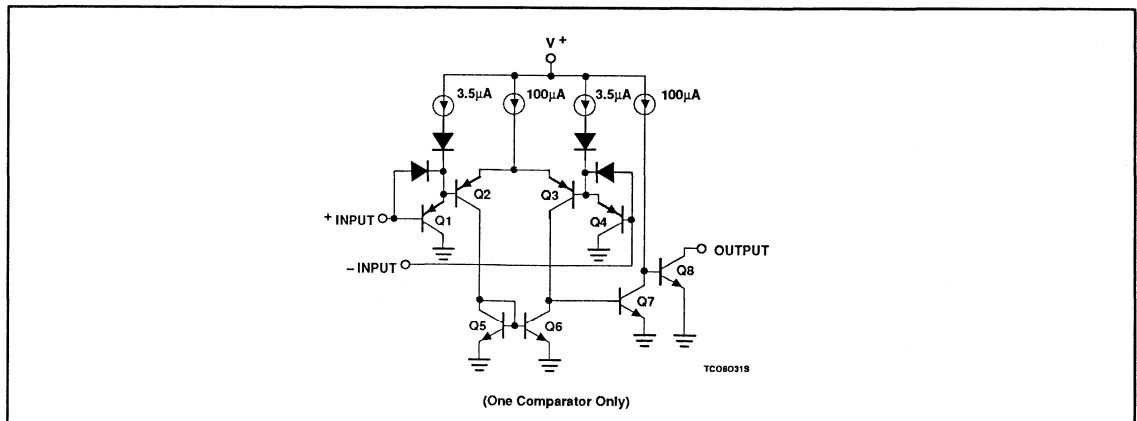 V+
3.5μA 100μA 3.5μA 100μA
Q2 Q3
+ INPUT Q1 Q4
OUTPUT
– INPUT Q8
Q7
Q5 Q6
TC08031S
(One Comparator Only)